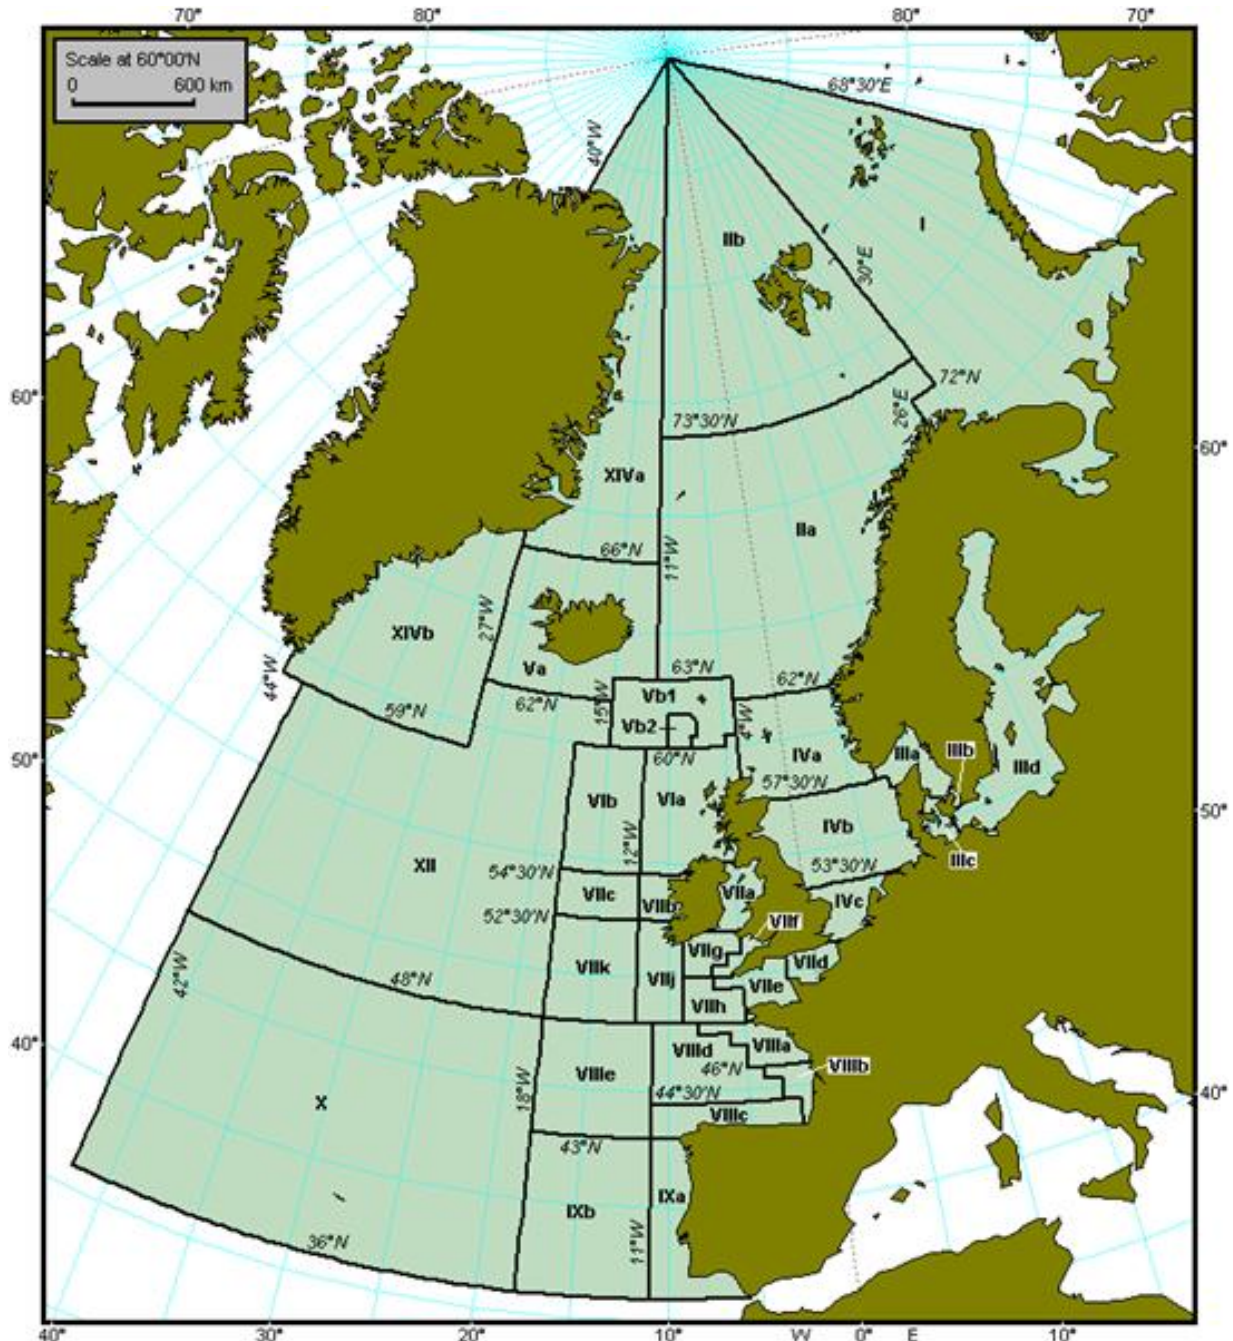 70°
80°
80°
70°
Scale at 60°00'N
0 600 km
68°30'E
40°W
I
IIb
30°E
60°
72°N
26°E
73°30'N
60°
XIVa
IIa
66°N
11°W
27°W
XIVb
Va
63°N
62°N
44°W
Vb1
15°W
62°N
59°N
Vb2
4°W
60°N
IVa
IIIa
IIIb
IIId
50°
57°30'N
VIb
VIa
IVb
50°
12°W
XII
54°30'N
53°30'N
IIIc
VIIc
VIIb
VIIa
IVc
52°30'N
VIIf
VIIg
VIId
42°W
48°N
VIIk
VIIj
VIIe
VIIh
40°
VIIId
VIIIa
VIIIe
46°N
VIIIb
18°W
44°30'N
40°
X
VIIIc
43°N
IXa
IXb
11°W
36°N
40°
30°
20°
10°
W
0°
E
10°